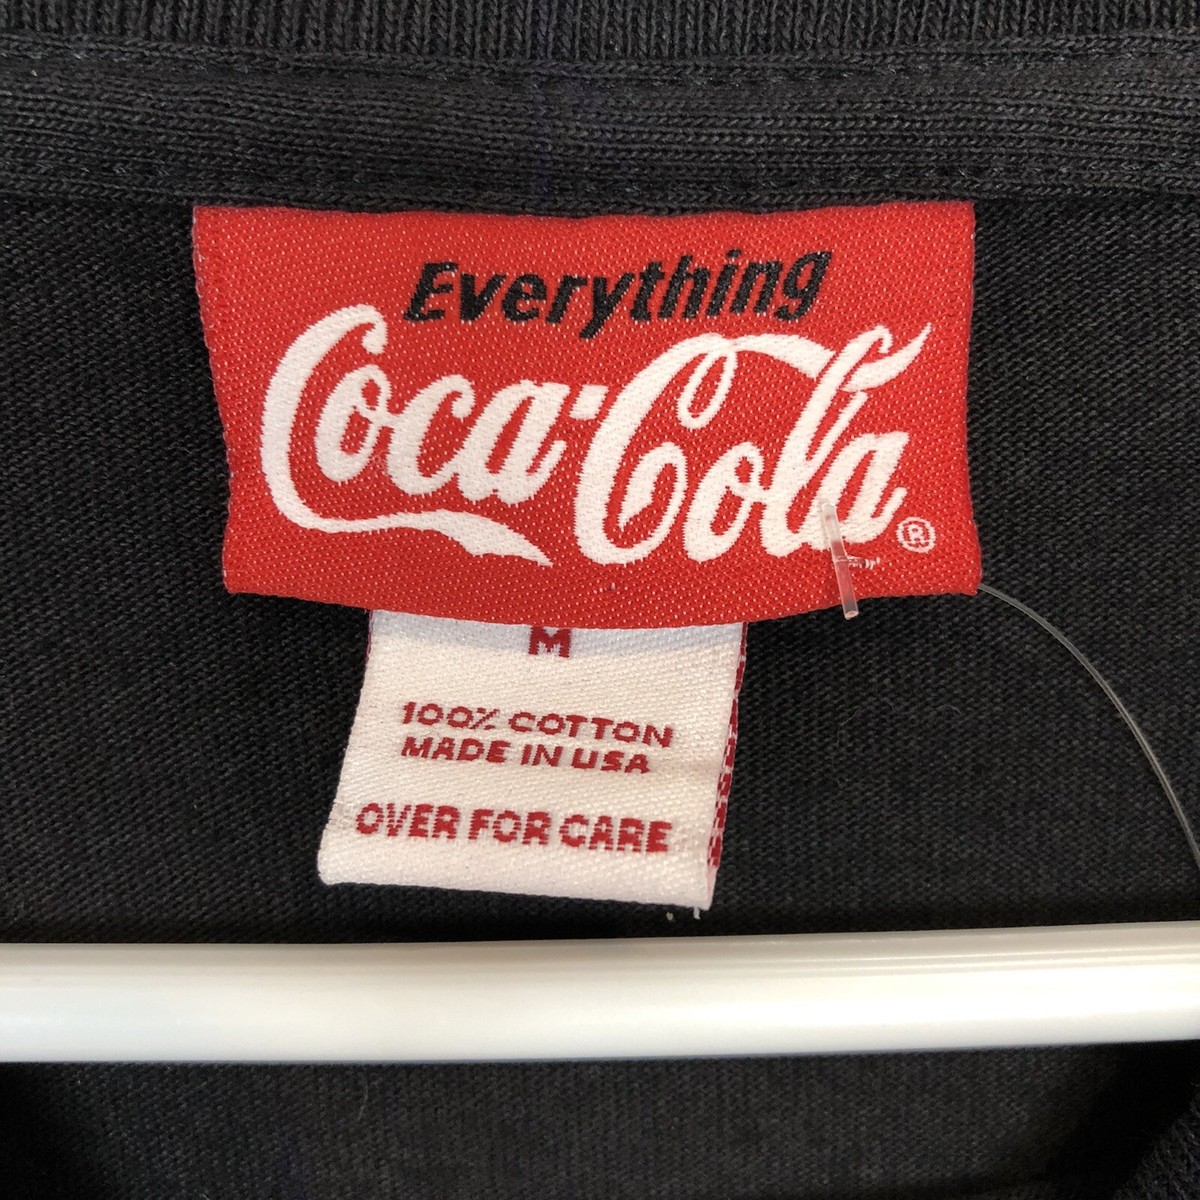 Everything
Coca-Cola®
M
100% COTTON
MADE IN USA
OVER FOR CARE